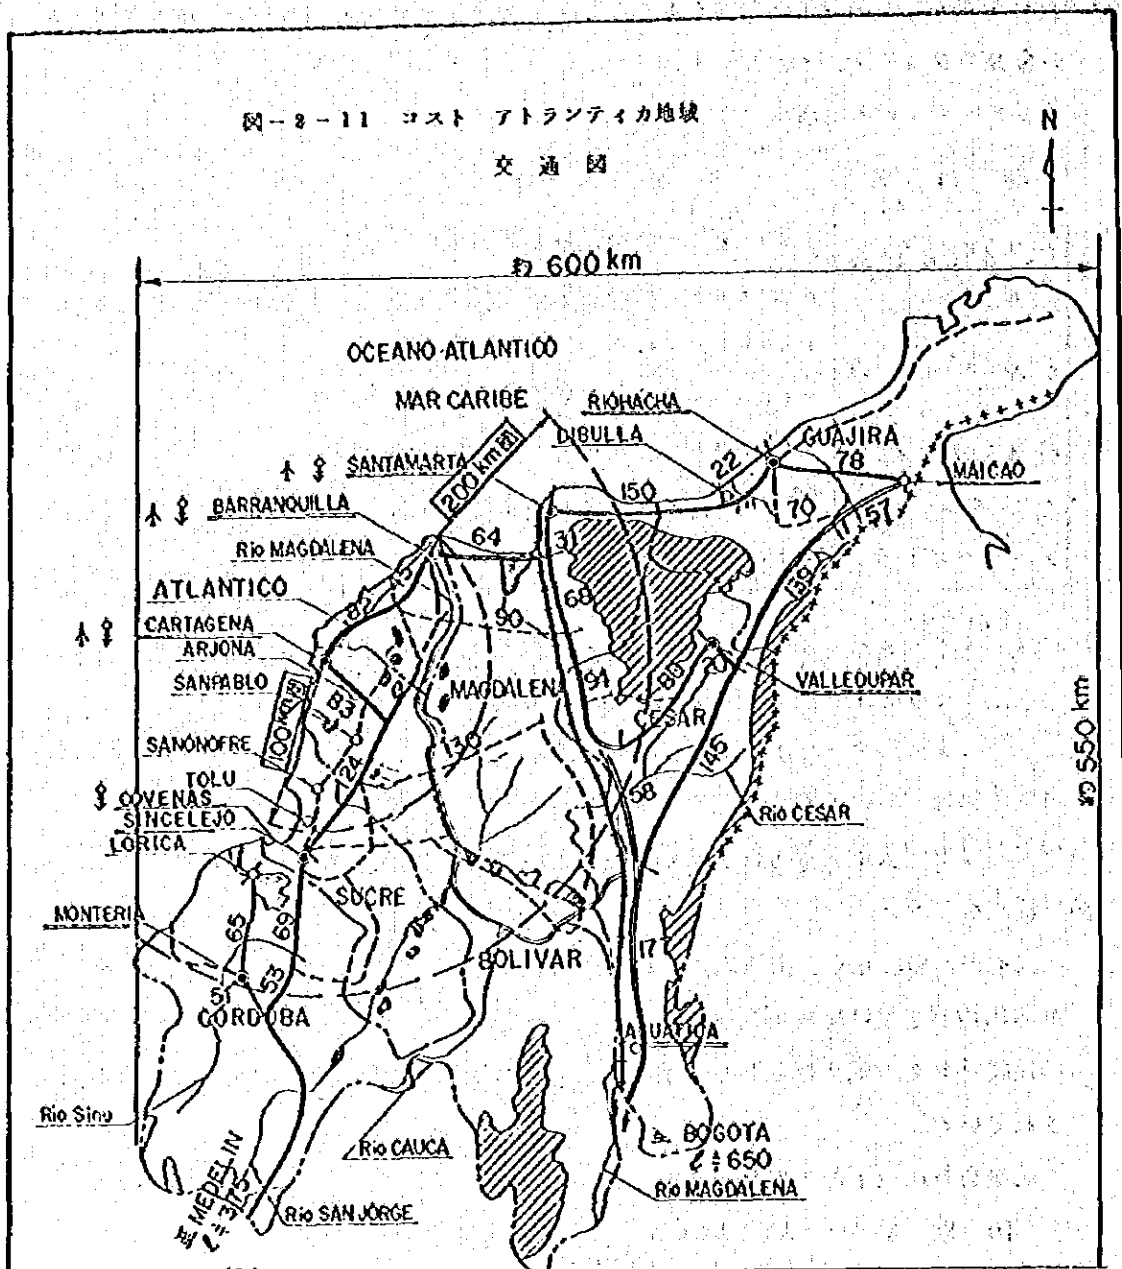 図-2-11 コスト アトランティカ地域
交通図
N
約 600 km
OCEANO ATLANTICO
MAR CARIBE
RIOHACHA
DIBULLA
GUAJIRA
SANTAMARTA
200 km
22
78
MAICAO
150
BARRANQUILLA
70
57
64
31
Rio MAGDALENA
139
ATLANTICO
68
90
CARTAGENA
ARJONA
SANPABLO
MAGDALENA
91
80
VALLEDUPAR
83
CESAR
100 km
SANONOFRE
130
145
約 550 km
124
TOLU
58
COVENAS
Rio CESAR
SINCELEJO
LORICA
SUCRE
MONTERIA
65
69
BOLIVAR
17
53
51
CORDOBA
Rio Sinu
BOGOTA
Rio CAUCA
ℓ≒650
Rio MAGDALENA
MEDELIN
ℓ≒375
Rio SAN JORGE